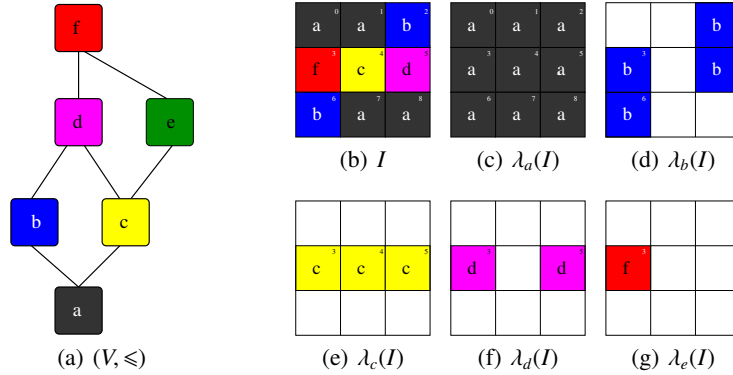 f
d e
b c
a
(a) (V, ⩽)
0 1 2
a a b
3 4 5
f c d
6 7 8
b a a
(b) I
0 1 2
a a a
3 4 5
a a a
6 7 8
a a a
(c) λa(I)
2
b
3 5
b b
6
b
(d) λb(I)
3 4 5
c c c
(e) λc(I)
3 5
d d
(f) λd(I)
3
f
(g) λe(I)